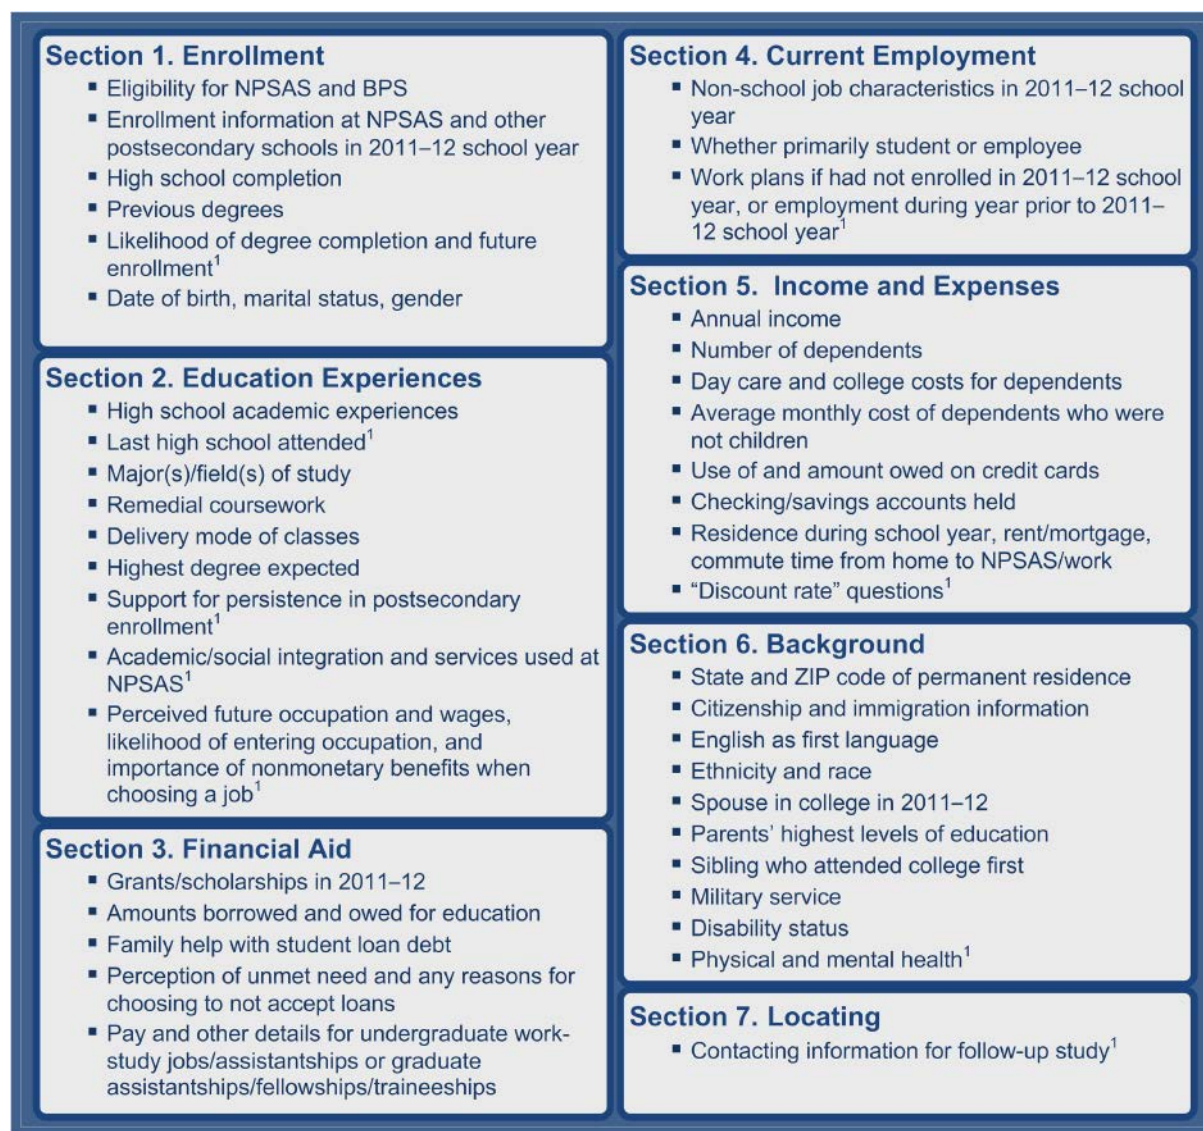 Section 1. Enrollment
▪ Eligibility for NPSAS and BPS
▪ Enrollment information at NPSAS and other
postsecondary schools in 2011–12 school year
▪ High school completion
▪ Previous degrees
▪ Likelihood of degree completion and future
enrollment¹
▪ Date of birth, marital status, gender
Section 2. Education Experiences
▪ High school academic experiences
▪ Last high school attended¹
▪ Major(s)/field(s) of study
▪ Remedial coursework
▪ Delivery mode of classes
▪ Highest degree expected
▪ Support for persistence in postsecondary
enrollment¹
▪ Academic/social integration and services used at
NPSAS¹
▪ Perceived future occupation and wages,
likelihood of entering occupation, and
importance of nonmonetary benefits when
choosing a job¹
Section 3. Financial Aid
▪ Grants/scholarships in 2011–12
▪ Amounts borrowed and owed for education
▪ Family help with student loan debt
▪ Perception of unmet need and any reasons for
choosing to not accept loans
▪ Pay and other details for undergraduate work-
study jobs/assistantships or graduate
assistantships/fellowships/traineeships
Section 4. Current Employment
▪ Non-school job characteristics in 2011–12 school
year
▪ Whether primarily student or employee
▪ Work plans if had not enrolled in 2011–12 school
year, or employment during year prior to 2011–
12 school year¹
Section 5. Income and Expenses
▪ Annual income
▪ Number of dependents
▪ Day care and college costs for dependents
▪ Average monthly cost of dependents who were
not children
▪ Use of and amount owed on credit cards
▪ Checking/savings accounts held
▪ Residence during school year, rent/mortgage,
commute time from home to NPSAS/work
▪ “Discount rate” questions¹
Section 6. Background
▪ State and ZIP code of permanent residence
▪ Citizenship and immigration information
▪ English as first language
▪ Ethnicity and race
▪ Spouse in college in 2011–12
▪ Parents’ highest levels of education
▪ Sibling who attended college first
▪ Military service
▪ Disability status
▪ Physical and mental health¹
Section 7. Locating
▪ Contacting information for follow-up study¹